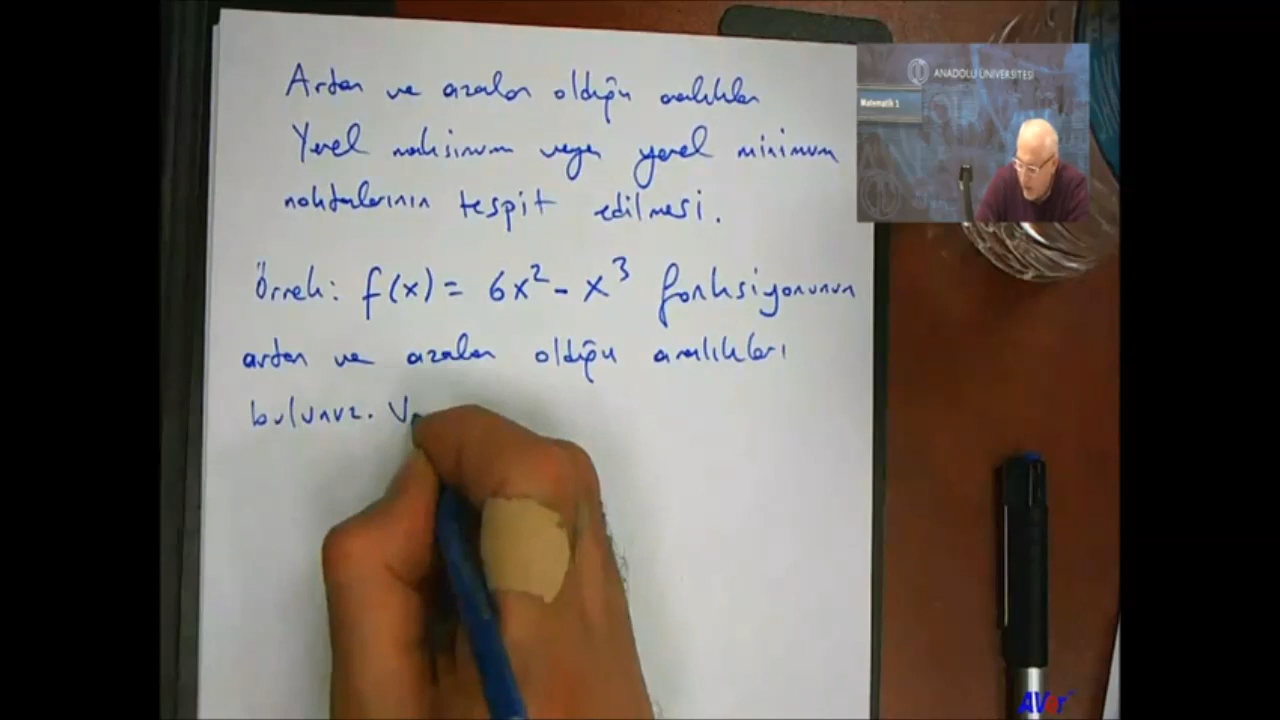 Artan ve azalan olduğu aralıklar
Yerel maksimum veya yerel minimum
noktalarının tespit edilmesi.
Örnek: f(x) = 6x² - x³ fonksiyonunun
artan ve azalan olduğu aralıkları
bulunuz.
ANADOLU ÜNİVERSİTESİ
Matematik 1
AVer